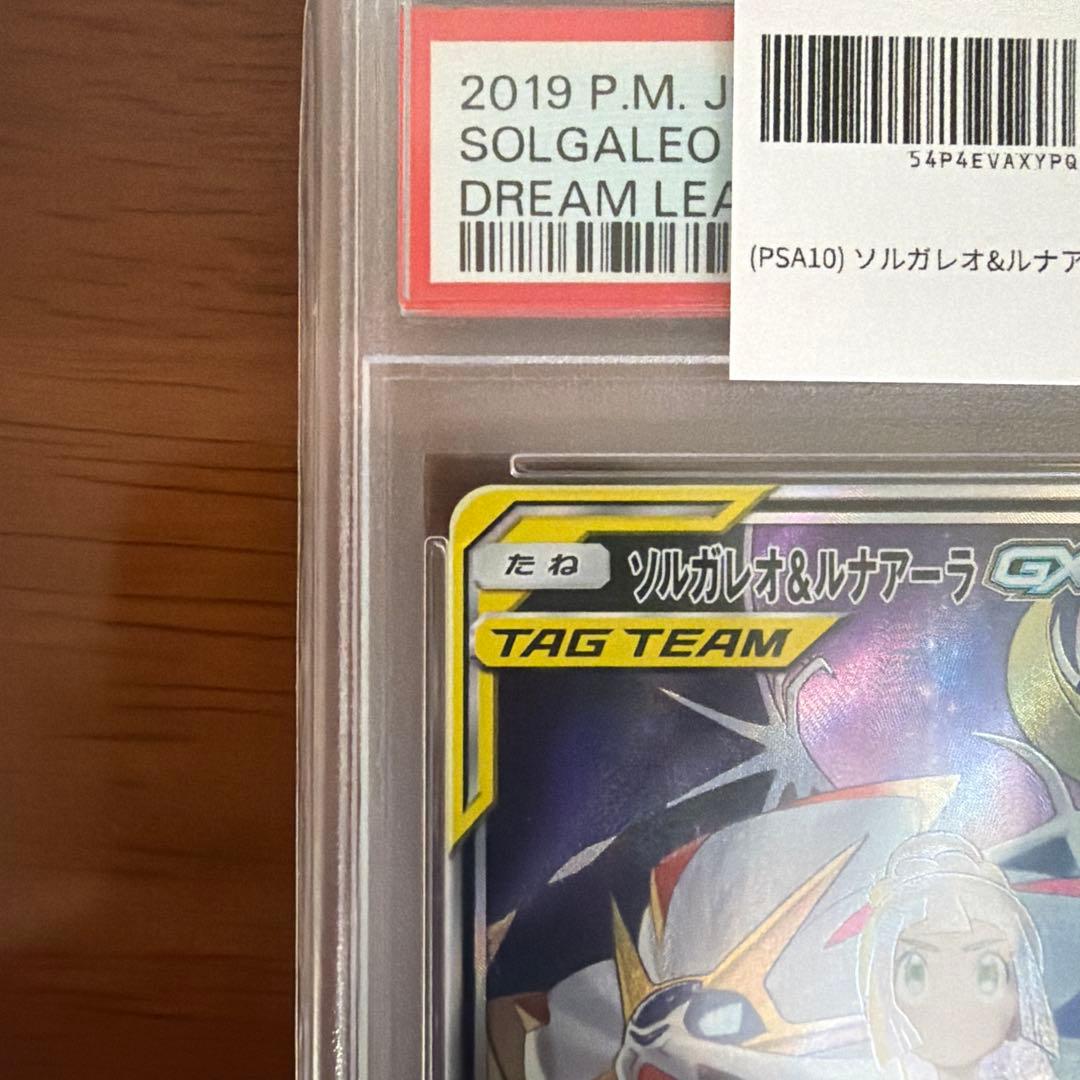 2019 P.M. J
SOLGALEO
DREAM LEA
54P4EVAXYPQ
(PSA10) ソルガレオ&ルナア
たね
ソルガレオ&ルナアーラ GX
TAG TEAM